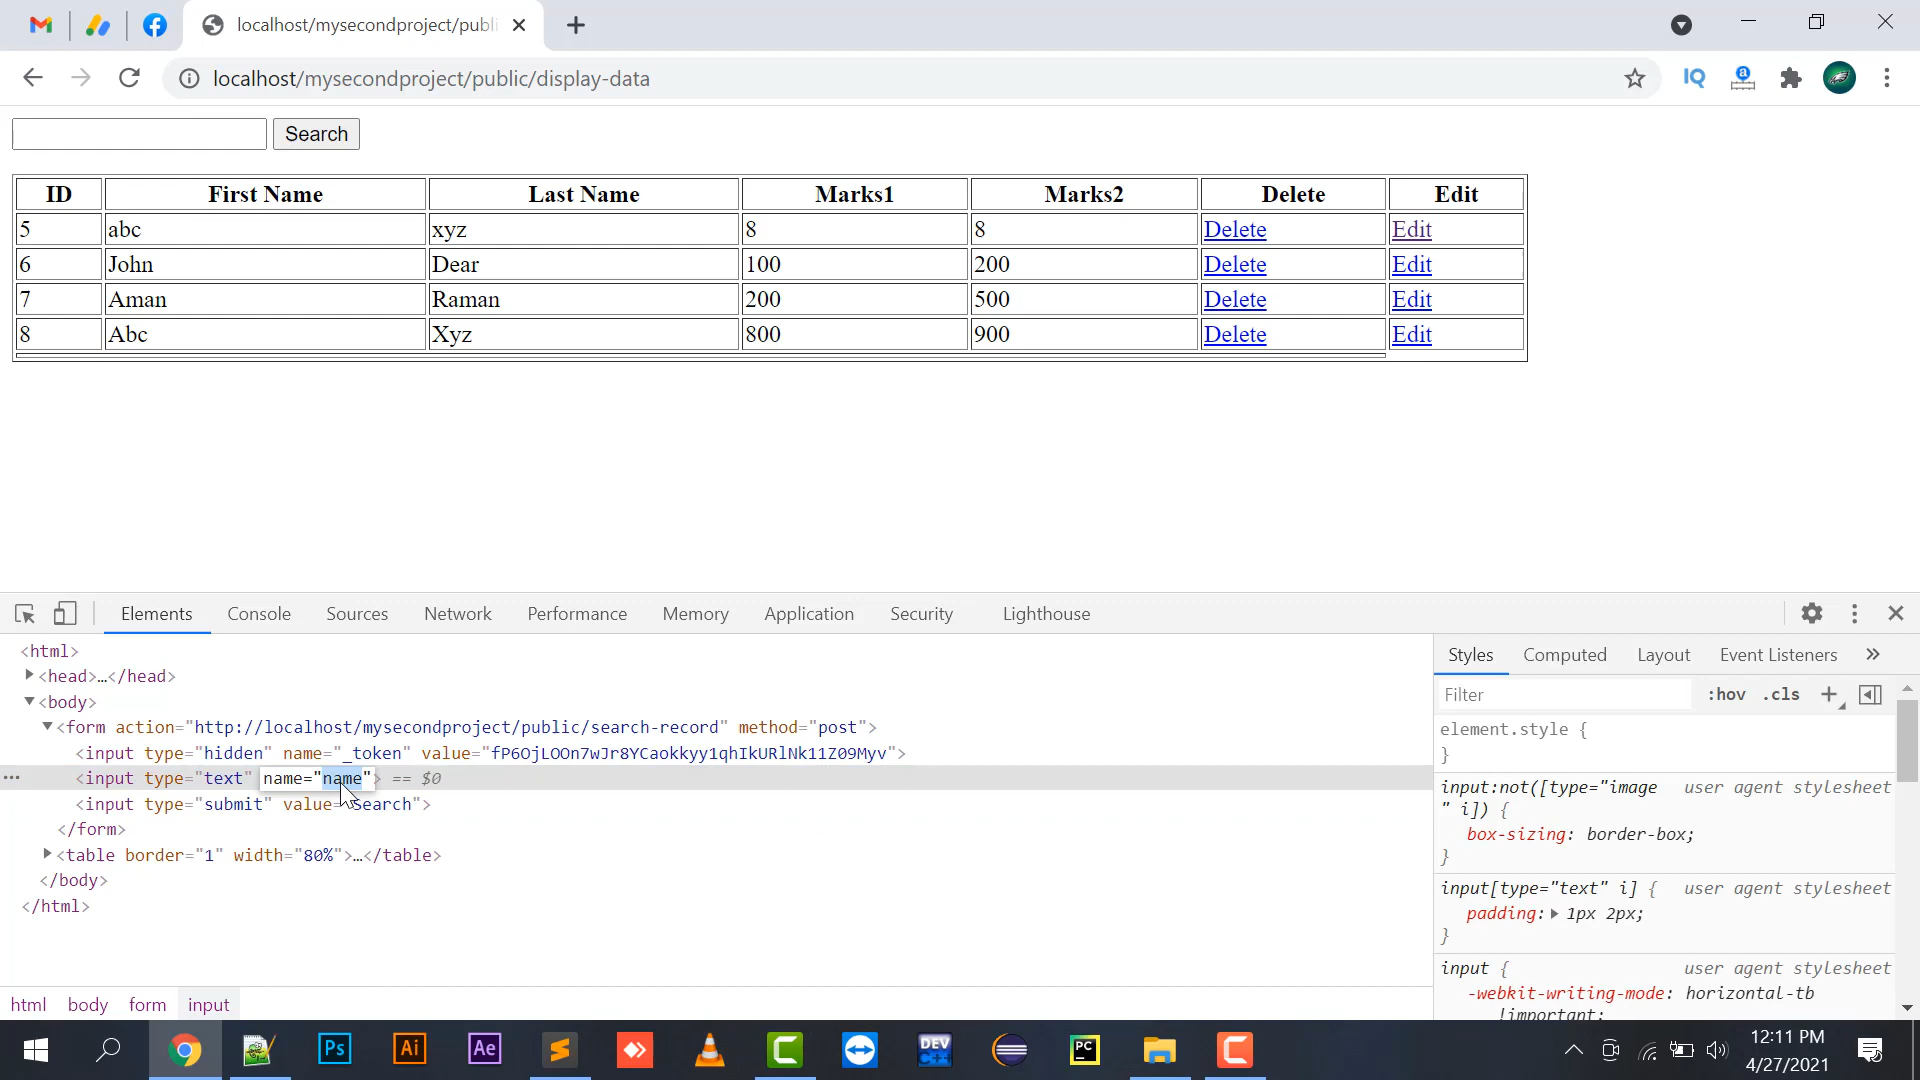 localhost/mysecondproject/publi
localhost/mysecondproject/public/display-data
IQ
a
Search
ID First Name Last Name Marks1 Marks2 Delete Edit
5 abc xyz 8 8 Delete Edit
6 John Dear 100 200 Delete Edit
7 Aman Raman 200 500 Delete Edit
8 Abc Xyz 800 900 Delete Edit
Elements Console Sources Network Performance Memory Application Security Lighthouse
<html>
<head>…</head>
<body>
<form action="http://localhost/mysecondproject/public/search-record" method="post">
<input type="hidden" name="_token" value="fP6OjLOOn7wJr8YCaokkyy1qhIkURlNk11Z09Myv">
<input type="text" name="name"> == $0
<input type="submit" value="Search">
</form>
<table border="1" width="80%">…</table>
</body>
</html>
html body form input
Styles Computed Layout Event Listeners
Filter :hov .cls
element.style {
}
input:not([type="image user agent stylesheet
" i]) {
box-sizing: border-box;
}
input[type="text" i] { user agent stylesheet
padding: 1px 2px;
}
input { user agent stylesheet
-webkit-writing-mode: horizontal-tb
!important;
Ps Ai Ae DEV C++ PC
12:11 PM
4/27/2021